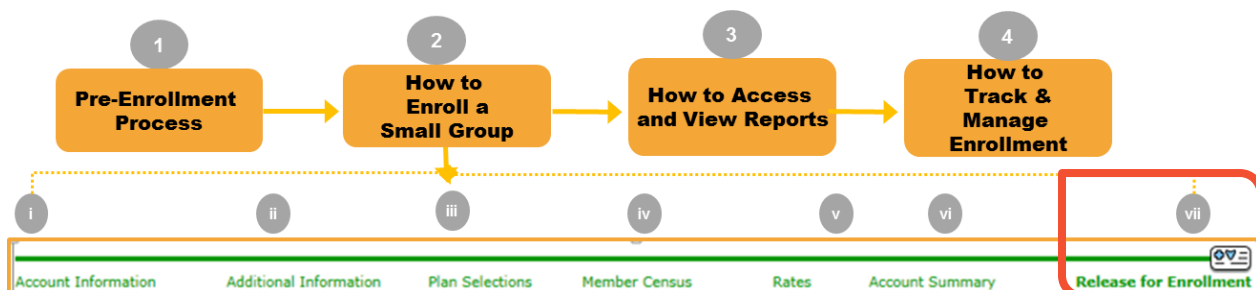 1
2
3
4
Pre-Enrollment
Process
How to
Enroll a
Small Group
How to Access
and View Reports
How to
Track &
Manage
Enrollment
i
ii
iii
iv
v
vi
vii
Account Information
Additional Information
Plan Selections
Member Census
Rates
Account Summary
Release for Enrollment